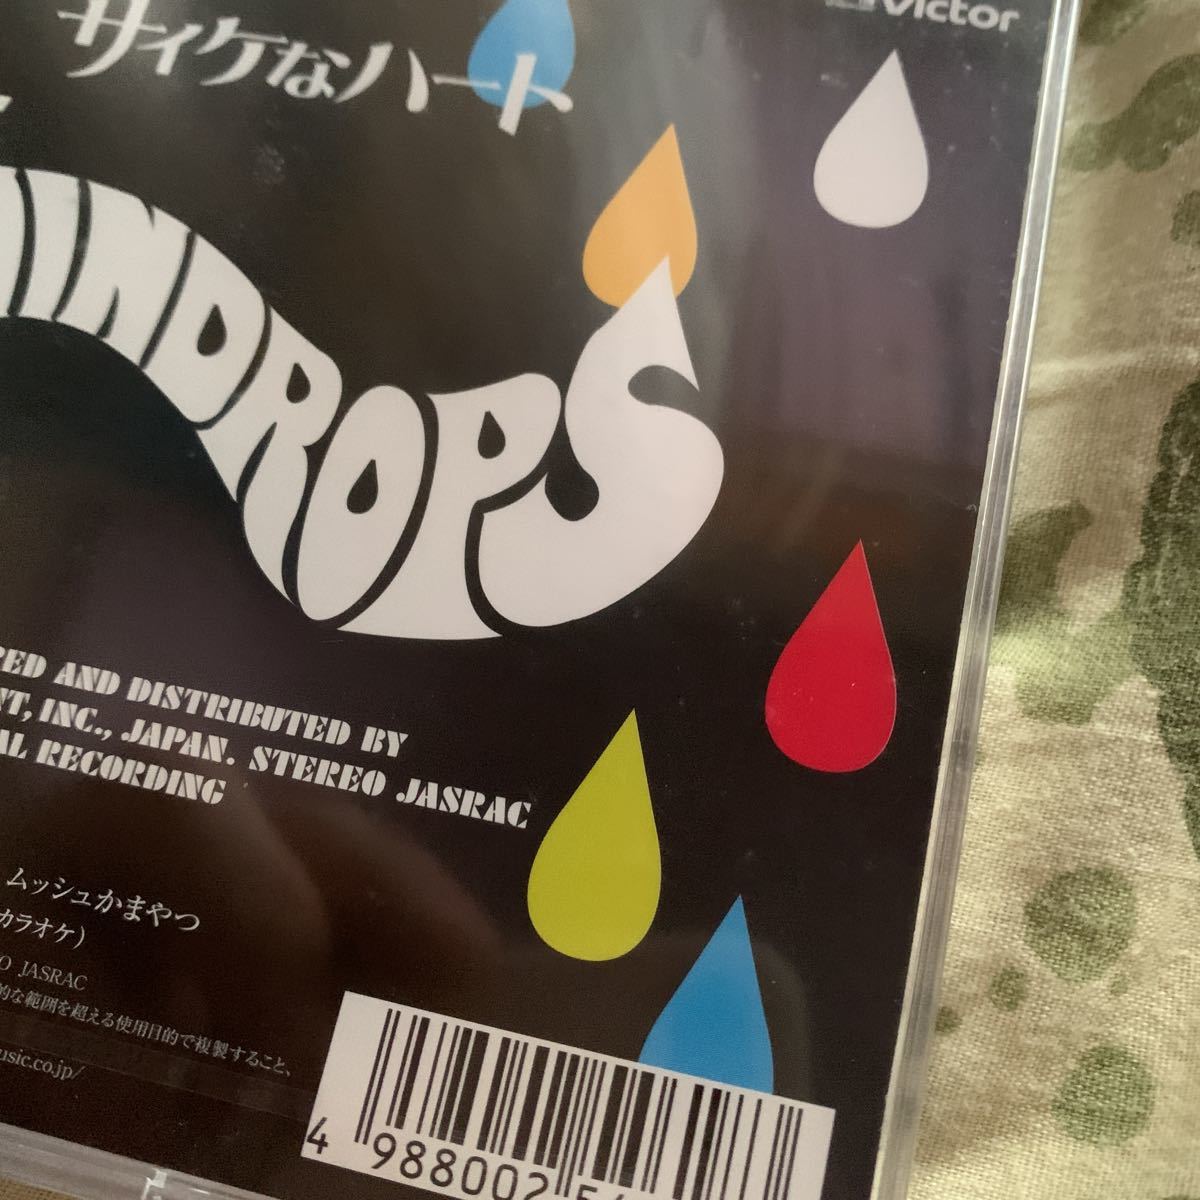 Victor
サイケなハート
INDROPS
RED AND DISTRIBUTED BY
NT, INC., JAPAN. STEREO JASRAC
AL RECORDING
ムッシュかまやつ
カラオケ)
O JASRAC
的な範囲を超える使用目的で複製すること、
usic.co.jp/
4 988002 5